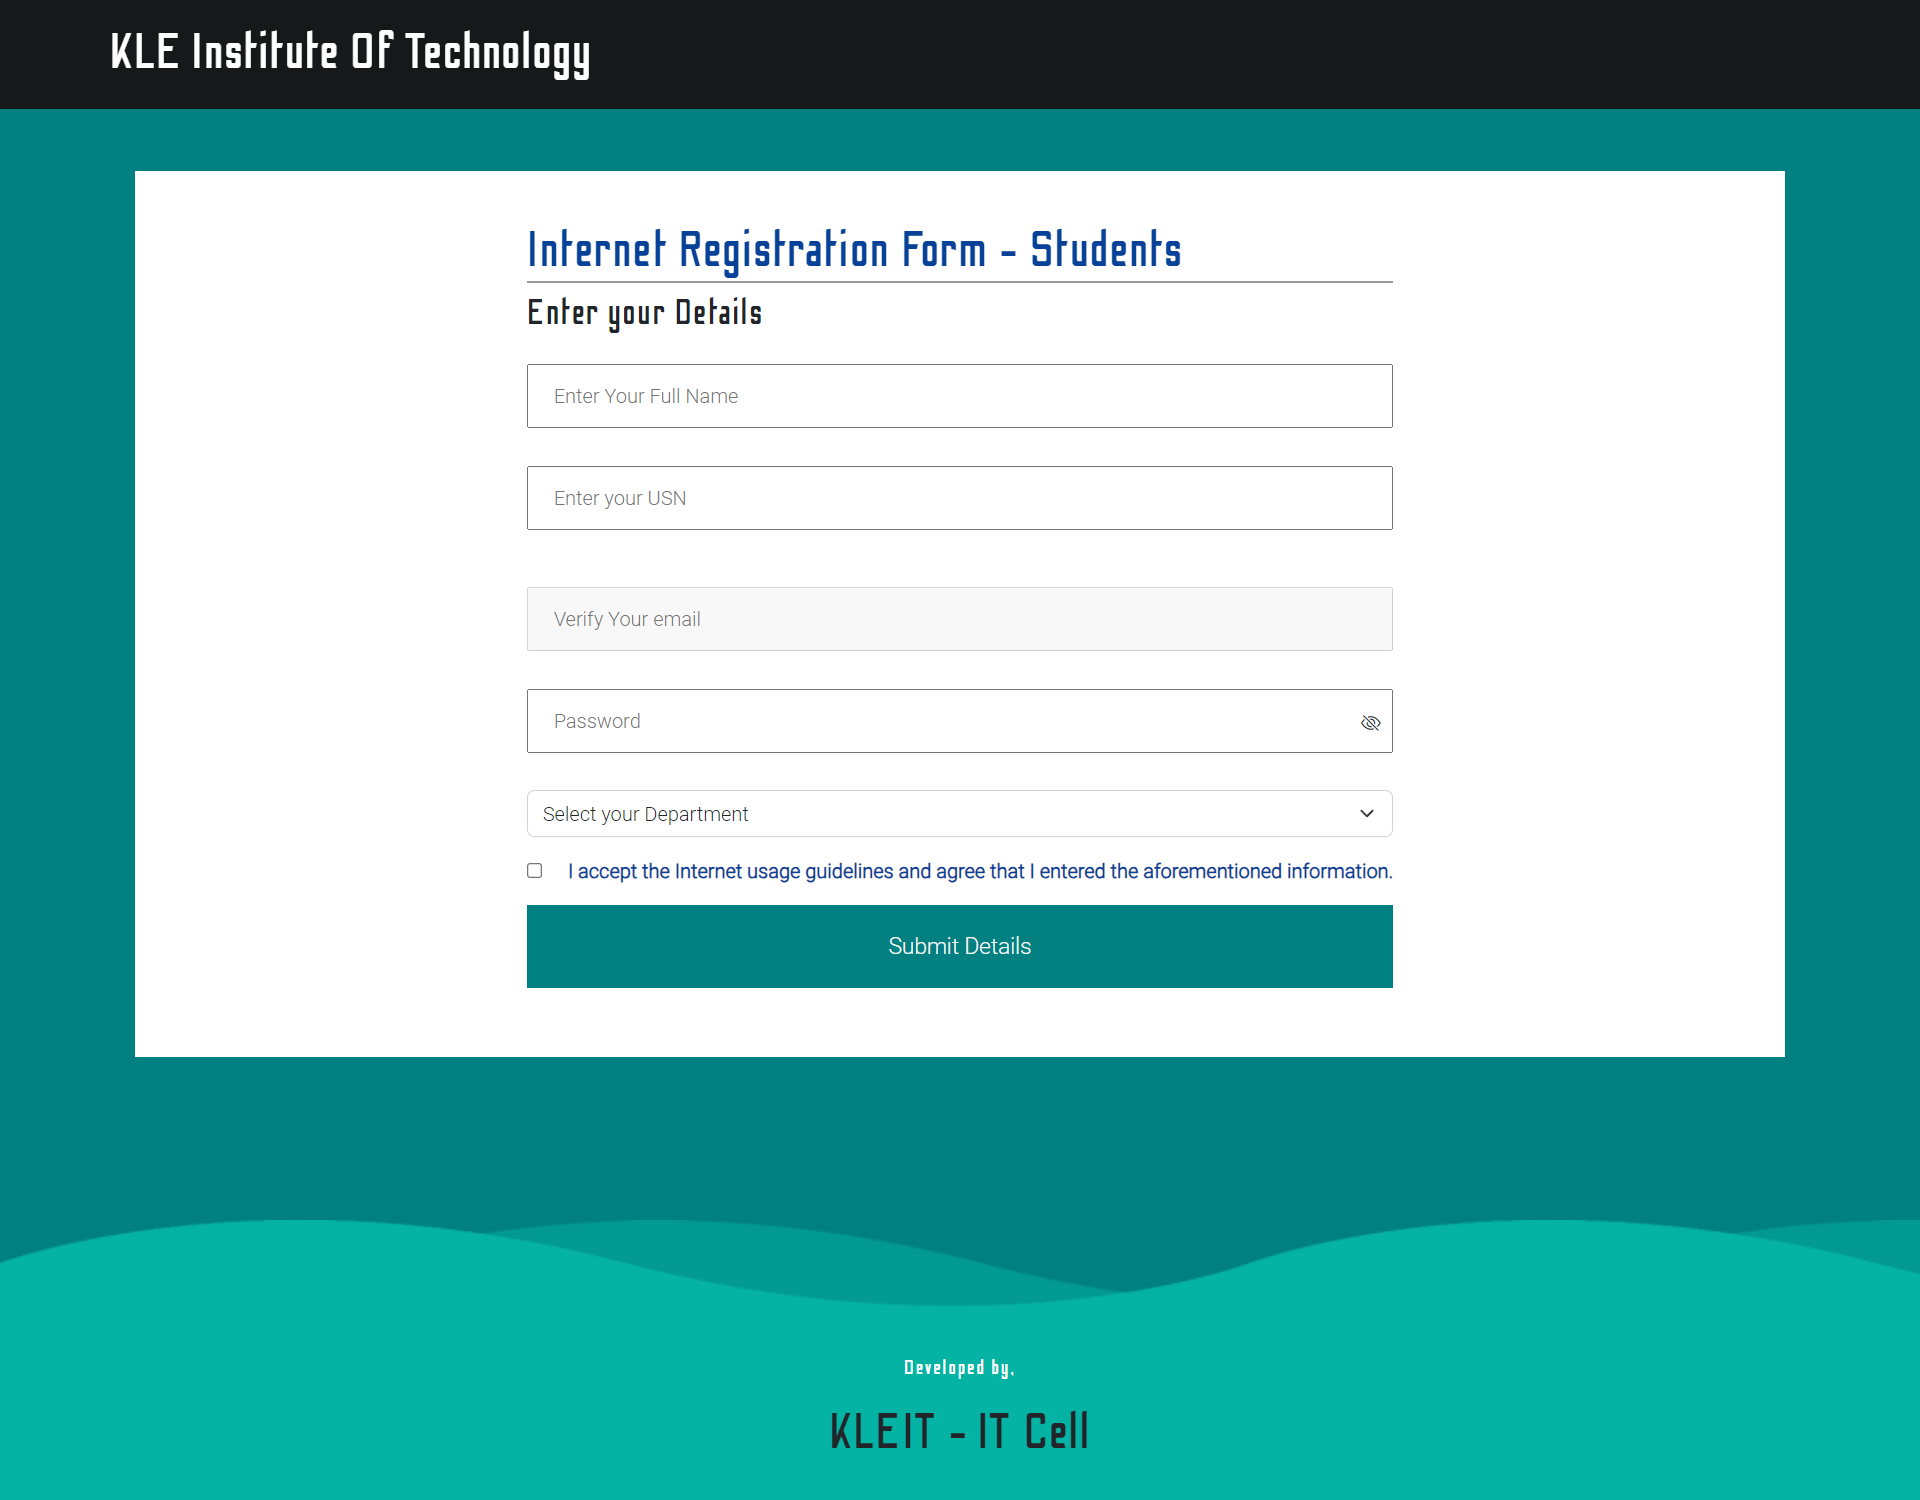 KLE Institute Of Technology
Internet Registration Form - Students
Enter your Details
Enter Your Full Name
Enter your USN
Verify Your email
Password
Select your Department
I accept the Internet usage guidelines and agree that I entered the aforementioned information.
Submit Details
Developed by,
KLEIT - IT Cell